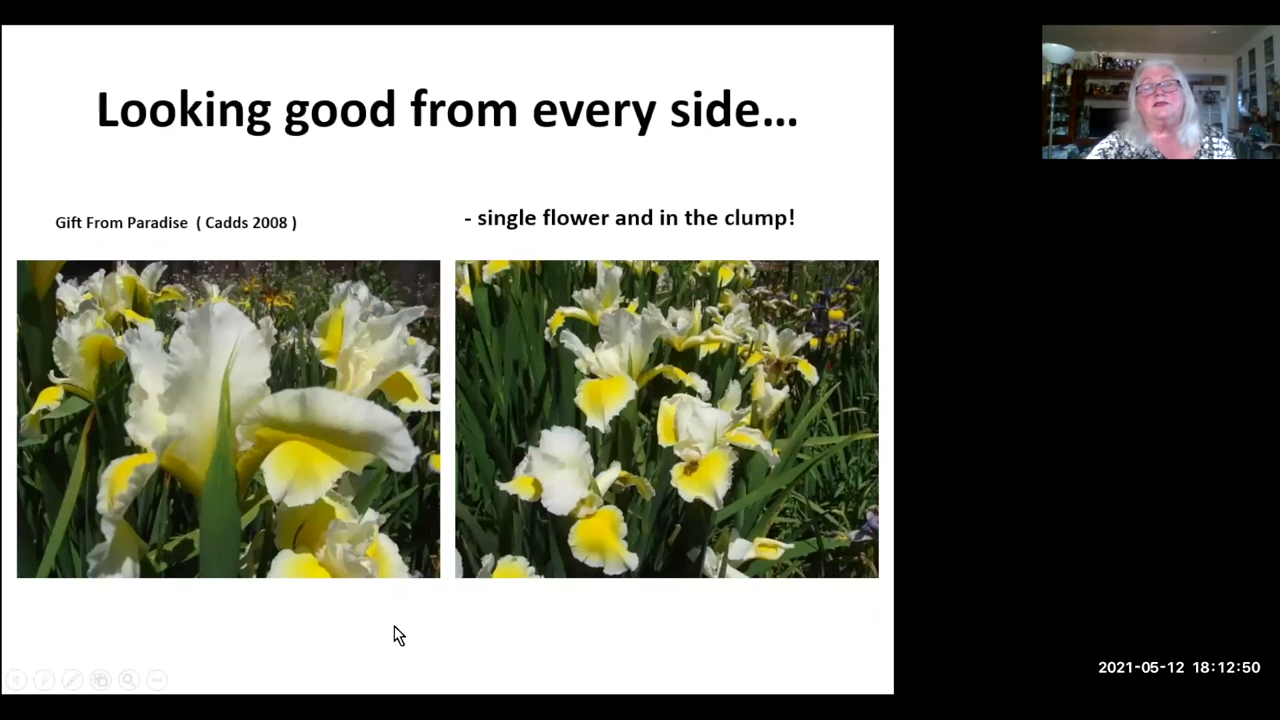 Looking good from every side...
Gift From Paradise ( Cadds 2008 )
- single flower and in the clump!
2021-05-12 18:12:50